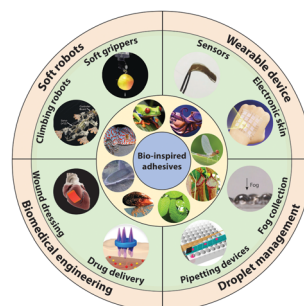 Soft robots
Soft grippers
Climbing robots
Sensors
Wearable device
Electronic skin
Bio-inspired
adhesives
Wound dressing
Biomedical engineering
Drug delivery
Pipetting devices
Fog
Fog collection
Droplet management